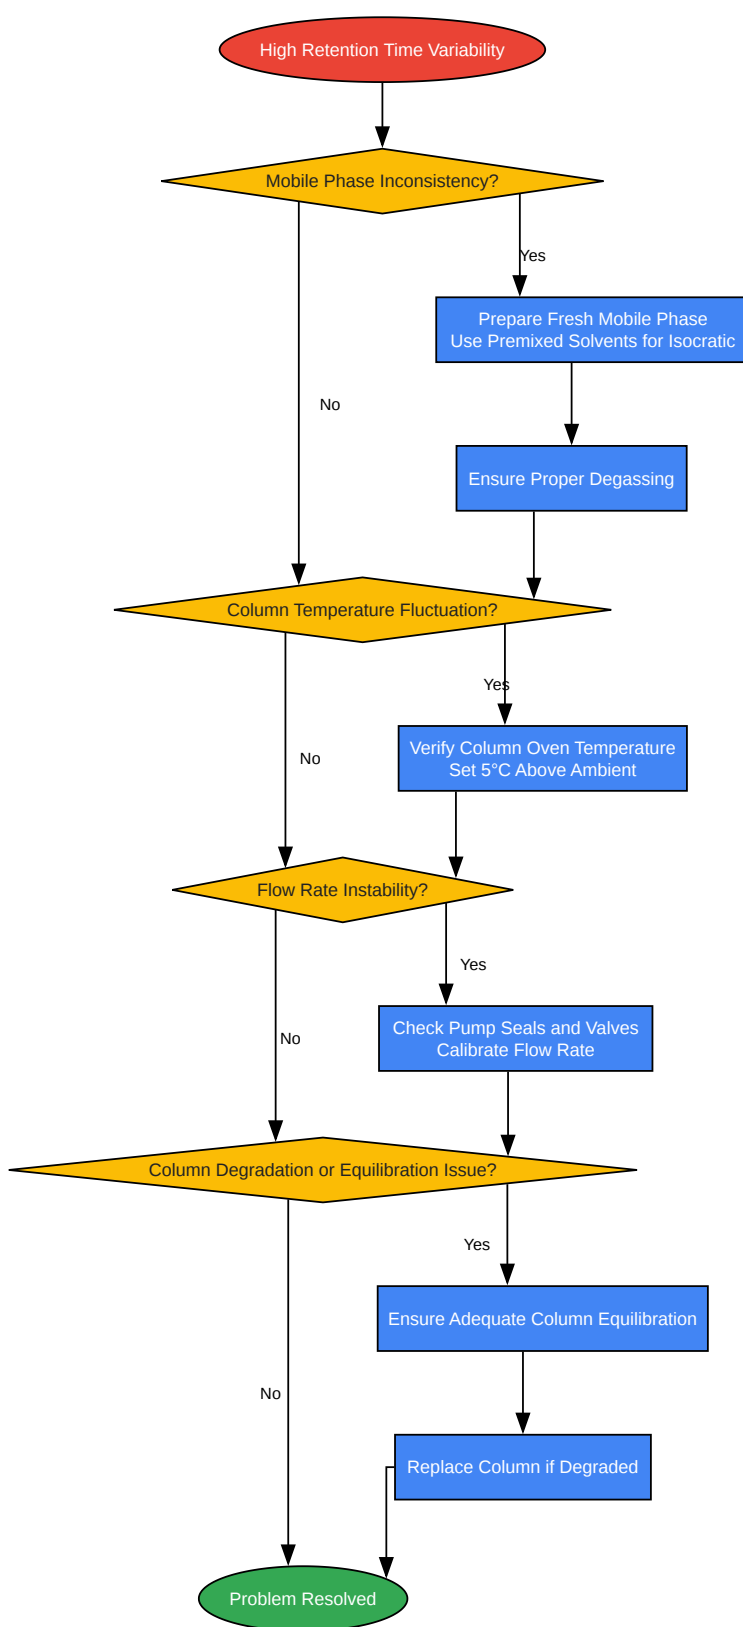 High Retention Time Variability
Mobile Phase Inconsistency?
Yes
Prepare Fresh Mobile Phase
Use Premixed Solvents for Isocratic
No
Ensure Proper Degassing
Column Temperature Fluctuation?
Yes
Verify Column Oven Temperature
Set 5°C Above Ambient
No
Flow Rate Instability?
Yes
Check Pump Seals and Valves
Calibrate Flow Rate
No
Column Degradation or Equilibration Issue?
Yes
Ensure Adequate Column Equilibration
No
Replace Column if Degraded
Problem Resolved